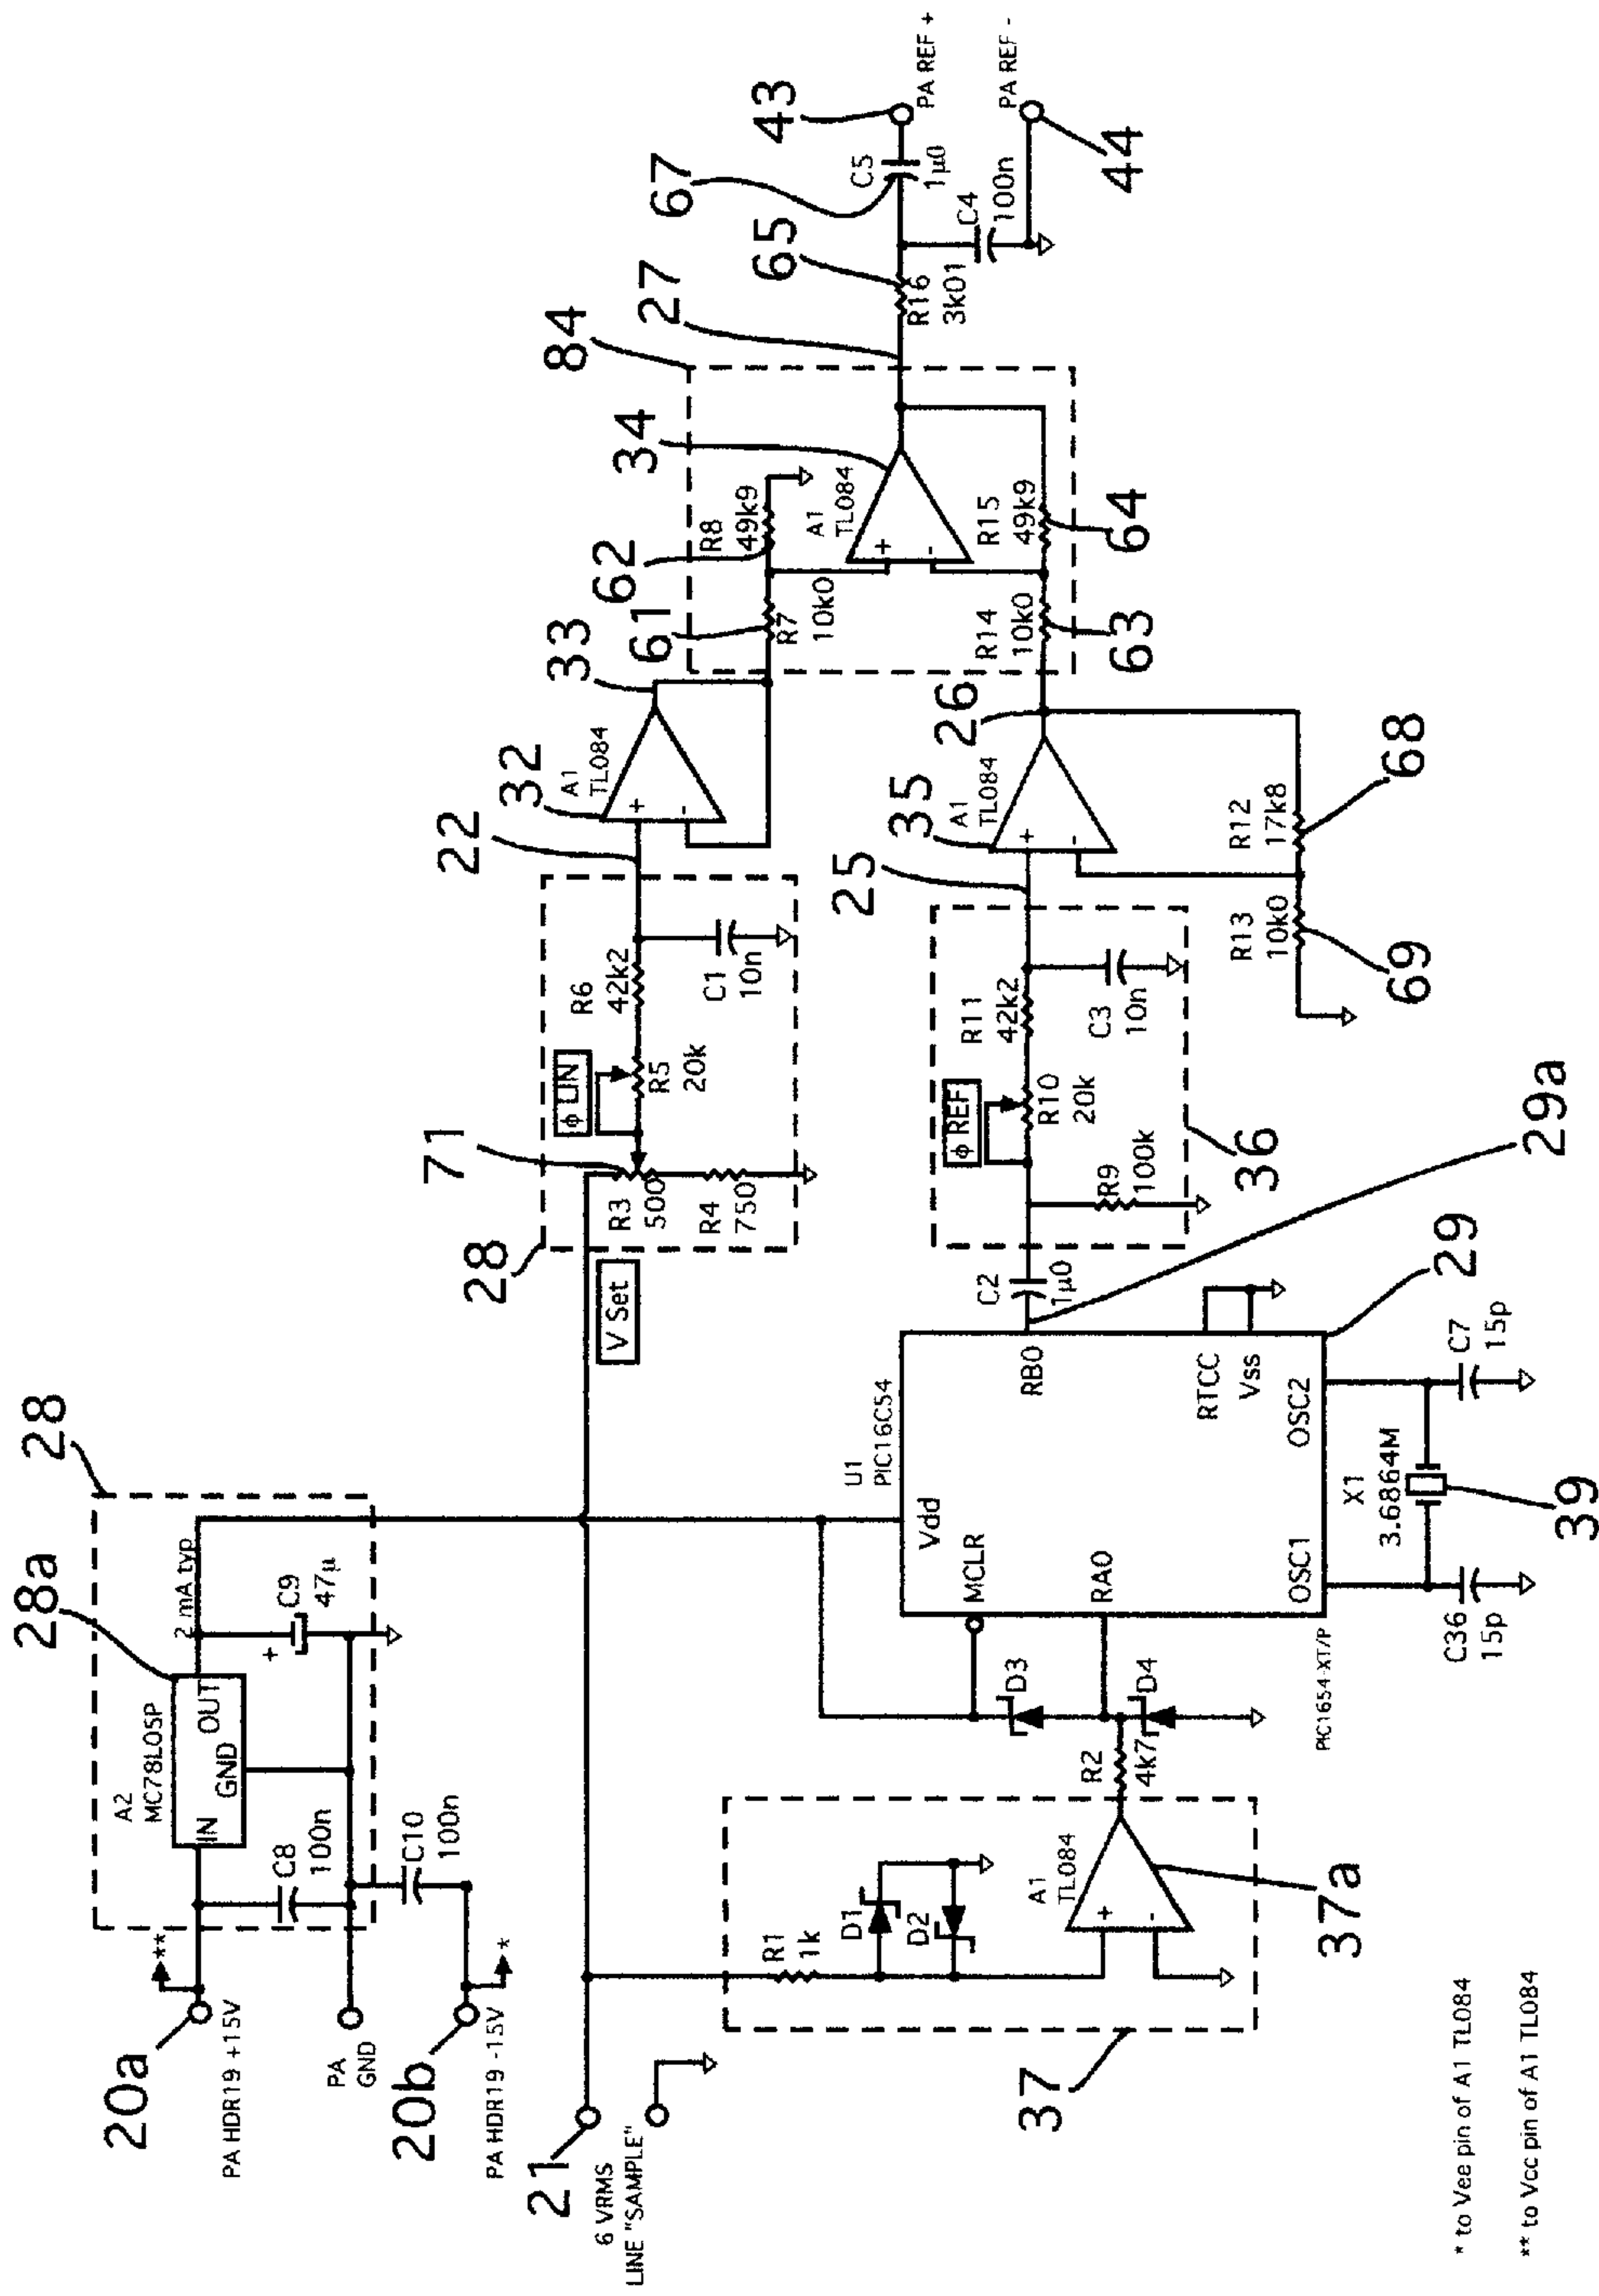 28a
28
20a
PA HDR19 +15V
**
A2
MC78L05P
IN
OUT
GND
2 mA typ
C8
100n
+
C9
47μ
PA
GND
C10
100n
20b
PA HDR19 -15V
*
21
6 VRMS
LINE "SAMPLE"
V Set
28
71
R3
500
R4
750
ϕ LIN
R5
20k
R6
42k2
C1
10n
22
32
A1
TL084
+
-
33
61
R7
10k0
62
R8
49k9
34
A1
TL084
+
-
84
27
R14
10k0
63
R15
49k9
64
65
R16
3k01
67
C5
1μ0
C4
100n
43
PA REF +
PA REF -
44
37
R1
1k
D1
D2
A1
TL084
+
-
37a
R2
4k7
D3
D4
U1
PIC16C54
Vdd
MCLR
RA0
OSC1
OSC2
RB0
RTCC
Vss
PIC1654-XT/P
C36
15p
X1
3.6864M
39
C7
15p
29
29a
C2
1μ0
36
R9
100k
ϕ REF
R10
20k
R11
42k2
C3
10n
25
35
A1
TL084
+
-
26
R13
10k0
69
R12
17k8
68
* to Vee pin of A1 TL084
** to Vcc pin of A1 TL084